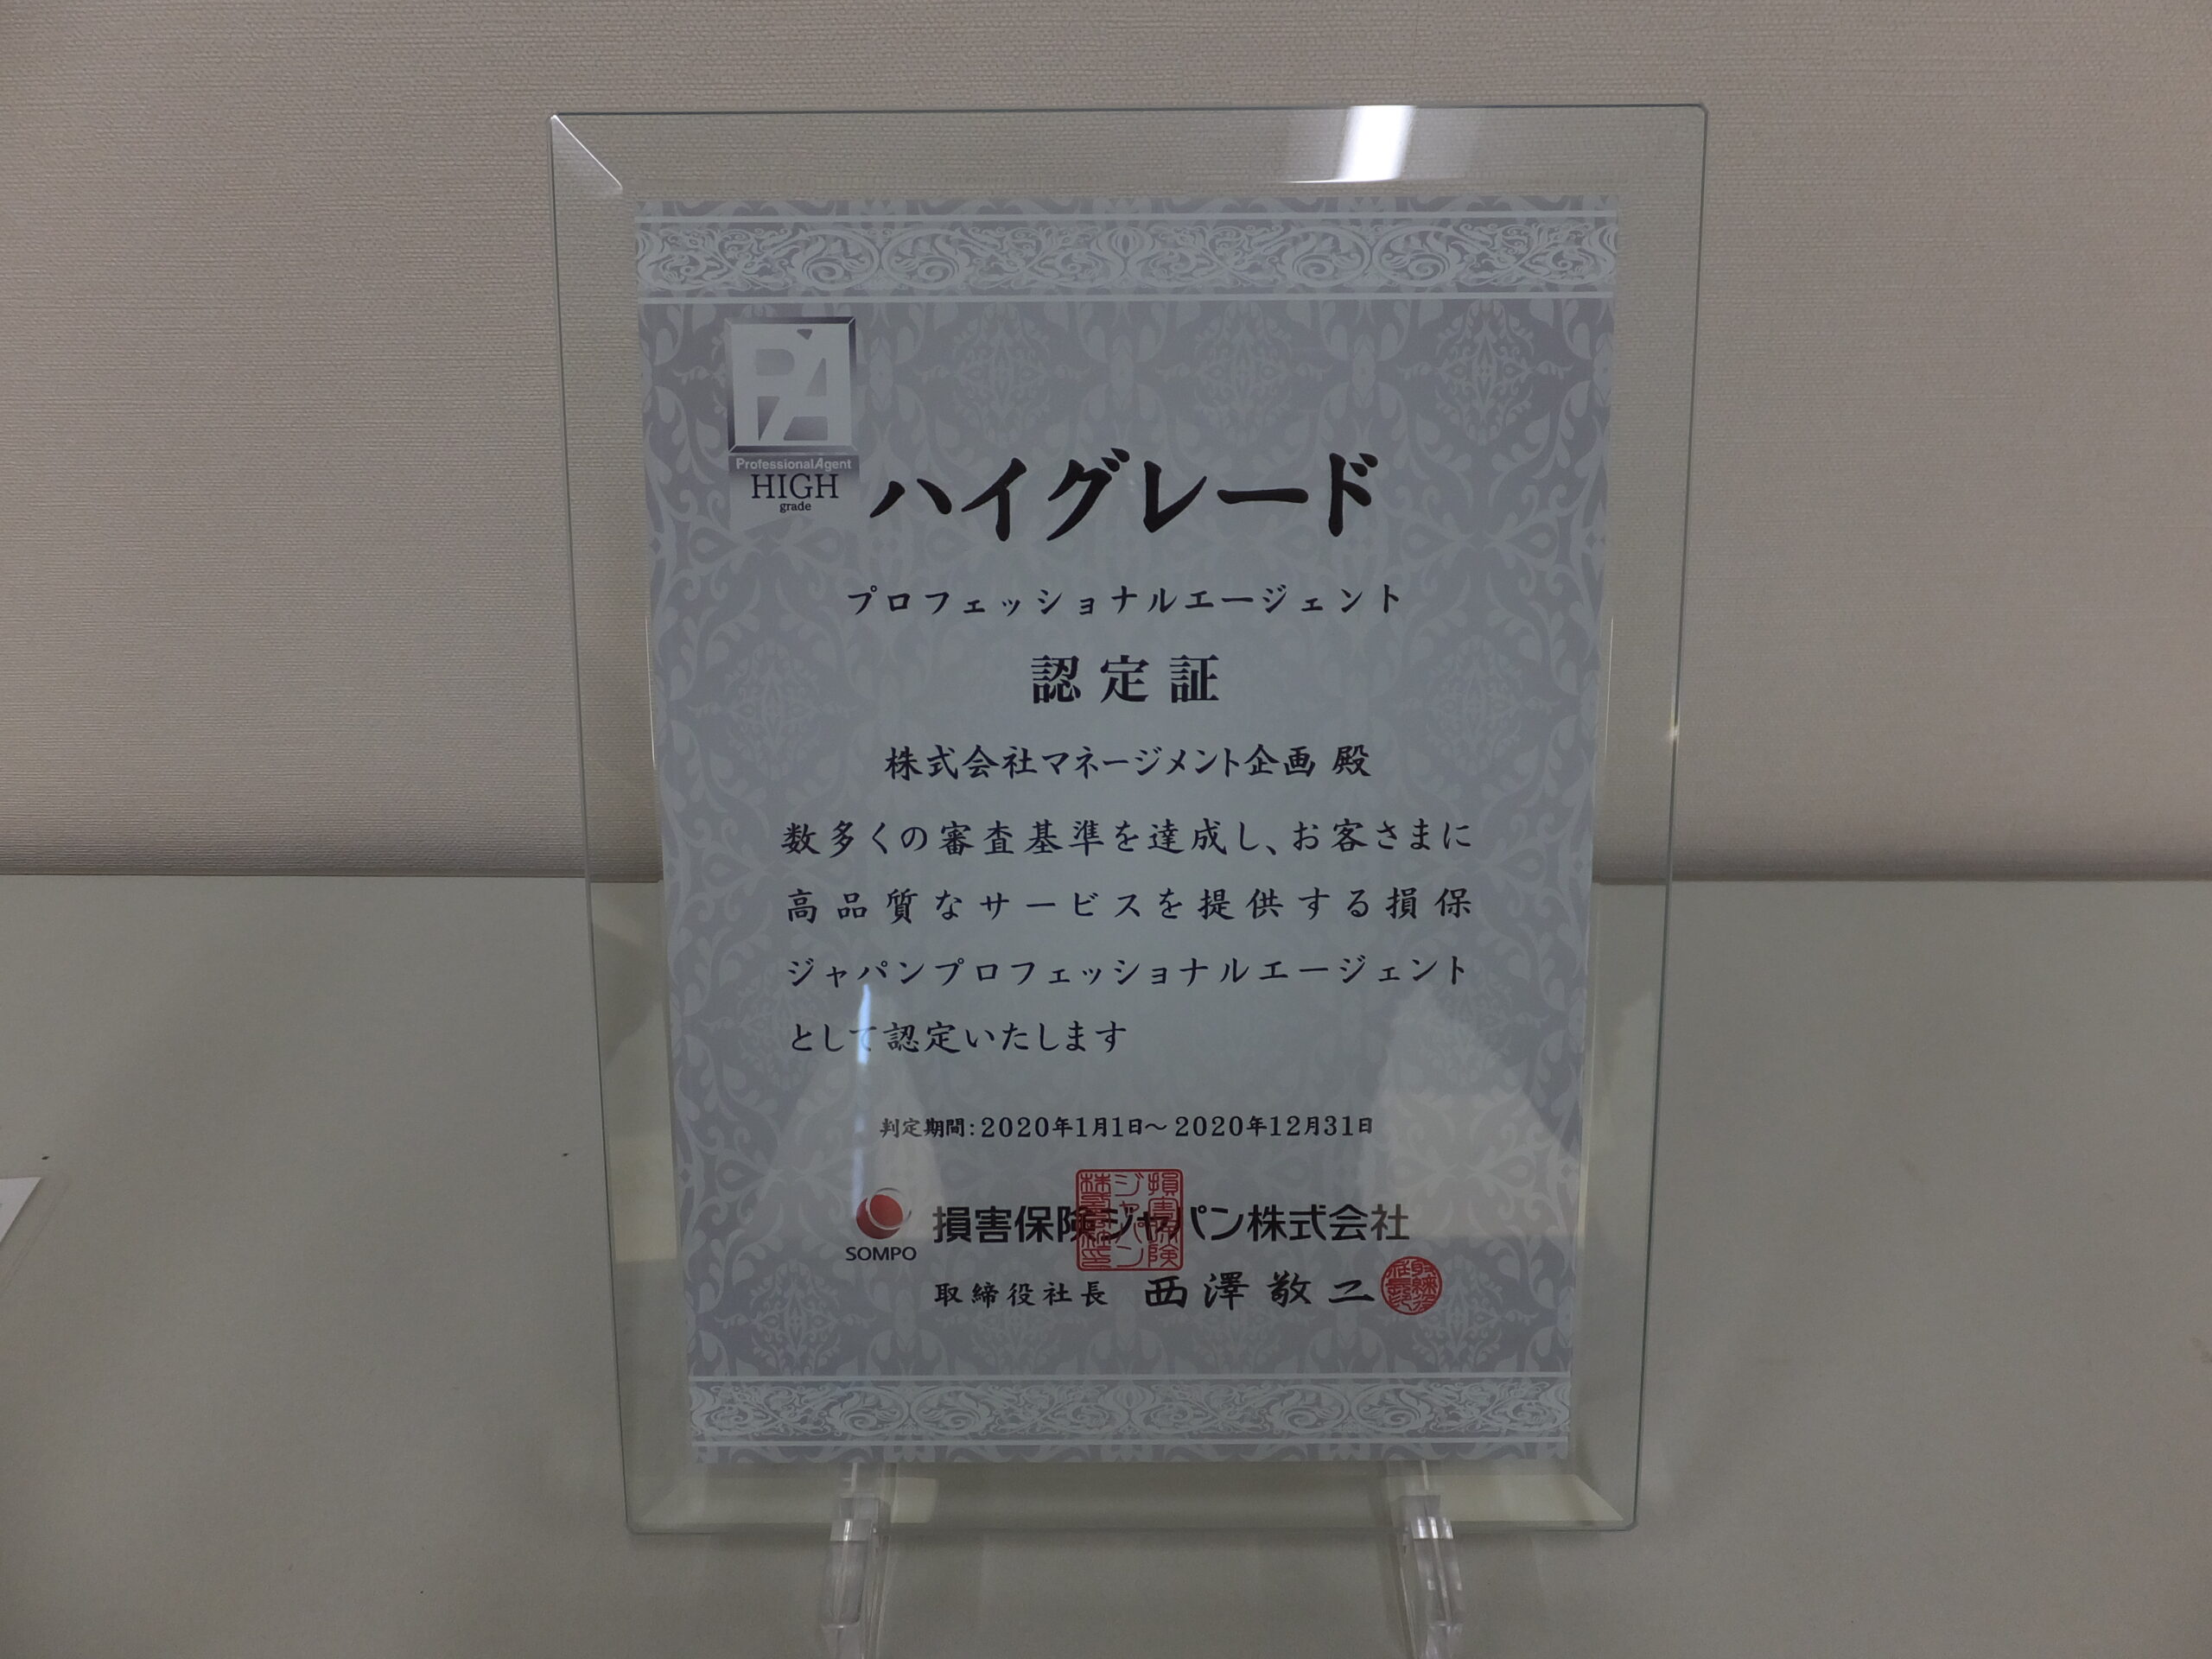 PA
ProfessionalAgent
HIGH
grade
ハイグレード
プロフェッショナルエージェント
認定証
株式会社マネージメント企画 殿
数多くの審査基準を達成し、お客さまに
高品質なサービスを提供する損保
ジャパンプロフェッショナルエージェント
として認定いたします
判定期間：2020年1月1日～2020年12月31日
SOMPO
損害保険ジャパン株式会社
取締役社長 西澤敬二